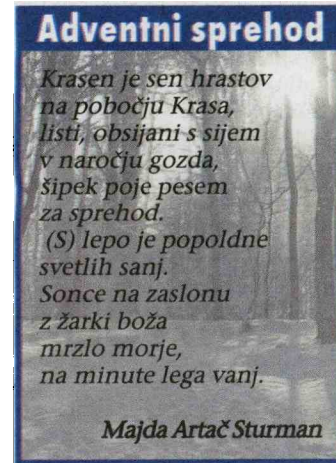 Adventni sprehod
Krasen je sen hrastov
na pobočju Krasa,
listi, obsijani s sijem
v naročju gozda,
šipek poje pesem
za sprehod.
(S) lepo je popoldne
svetlih sanj.
Sonce na zaslonu
z žarki boža
mrzlo morje,
na minute lega vanj.
Majda Artač Sturman